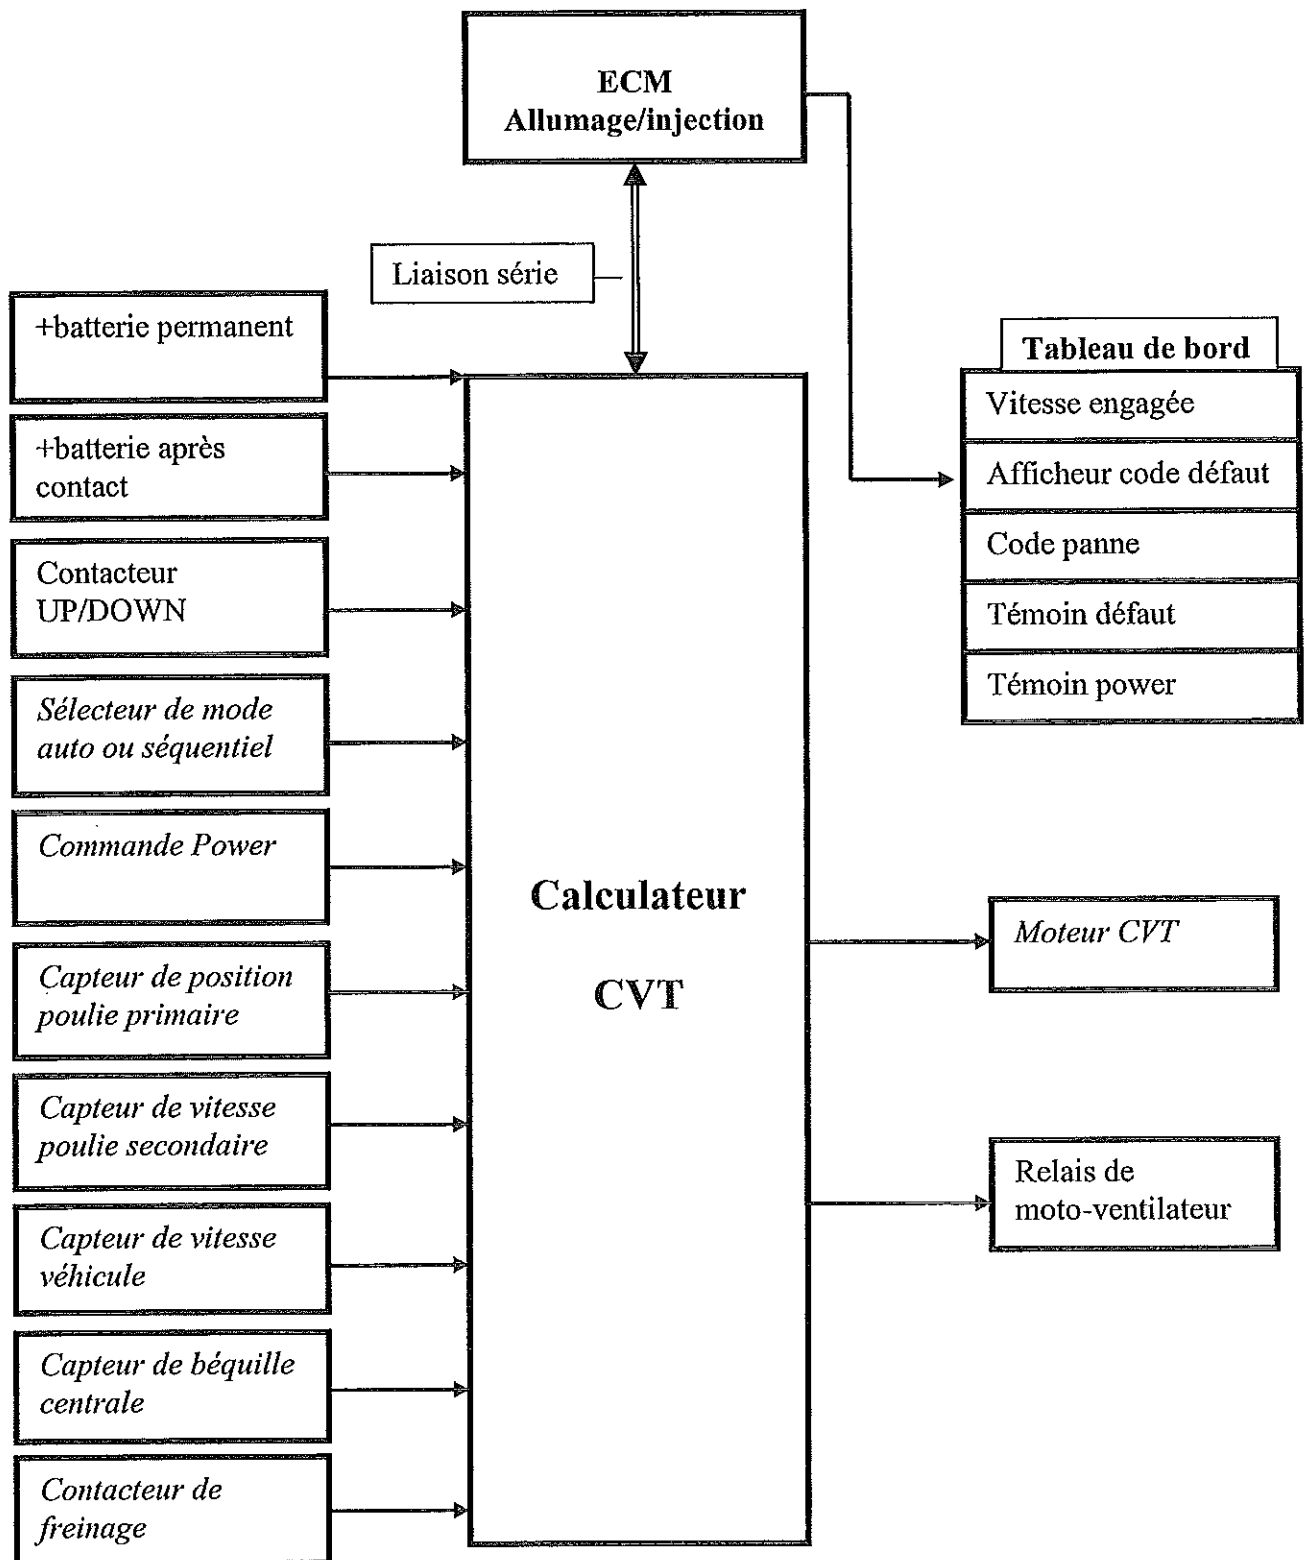 ECM
Allumage/injection
Liaison série
+batterie permanent
+batterie après
contact
Contacteur
UP/DOWN
Sélecteur de mode
auto ou séquentiel
Commande Power
Capteur de position
poulie primaire
Capteur de vitesse
poulie secondaire
Capteur de vitesse
véhicule
Capteur de béquille
centrale
Contacteur de
freinage
Calculateur
CVT
Tableau de bord
Vitesse engagée
Afficheur code défaut
Code panne
Témoin défaut
Témoin power
Moteur CVT
Relais de
moto-ventilateur